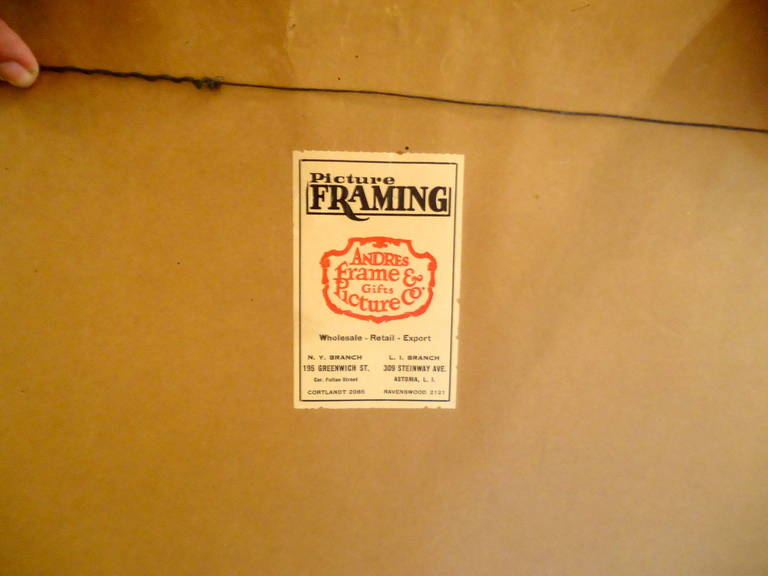 Picture
FRAMING
ANDRES
Frame &
Gifts
Picture Co.
Wholesale - Retail - Export
N. Y. BRANCH
195 GREENWICH ST.
Cor. Fulton Street
CORTLANDT 2065
L. I. BRANCH
309 STEINWAY AVE.
ASTORIA, L. I.
RAVENSWOOD 2121